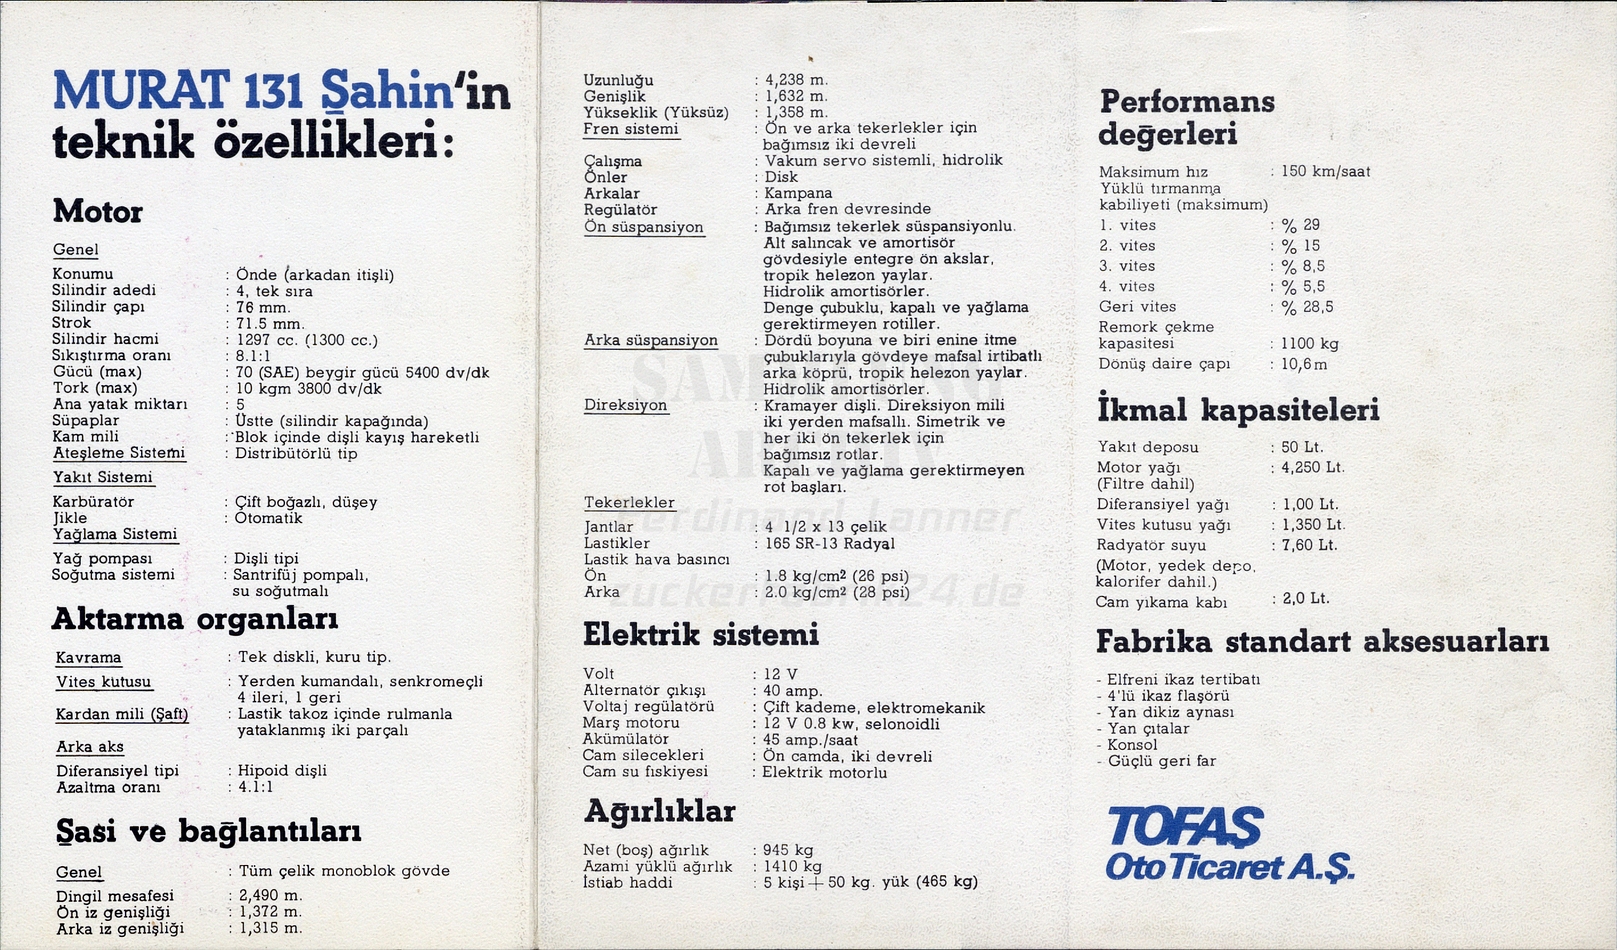 MURAT 131 Şahin'in
teknik özellikleri:
Motor
Genel
Konumu : Önde (arkadan itişli)
Silindir adedi : 4, tek sıra
Silindir çapı : 76 mm.
Strok : 71.5 mm.
Silindir hacmi : 1297 cc. (1300 cc.)
Sıkıştırma oranı : 8.1:1
Gücü (max) : 70 (SAE) beygir gücü 5400 dv/dk
Tork (max) : 10 kgm 3800 dv/dk
Ana yatak miktarı : 5
Süpaplar : Üstte (silindir kapağında)
Kam mili : Blok içinde dişli kayış hareketli
Ateşleme Sistemi : Distribütörlü tip
Yakıt Sistemi
Karbüratör : Çift boğazlı, düşey
Jikle : Otomatik
Yağlama Sistemi
Yağ pompası : Dişli tipi
Soğutma sistemi : Santrifüj pompalı,
su soğutmalı
Aktarma organları
Kavrama : Tek diskli, kuru tip.
Vites kutusu : Yerden kumandalı, senkromeçli
4 ileri, 1 geri
Kardan mili (Şaft) : Lastik takoz içinde rulmanla
yataklanmış iki parçalı
Arka aks
Diferansiyel tipi : Hipoid dişli
Azaltma oranı : 4.1:1
Şasi ve bağlantıları
Genel : Tüm çelik monoblok gövde
Dingil mesafesi : 2,490 m.
Ön iz genişliği : 1,372 m.
Arka iz genişliği : 1,315 m.
Uzunluğu : 4,238 m.
Genişlik : 1,632 m.
Yükseklik (Yüksüz) : 1,358 m.
Fren sistemi : Ön ve arka tekerlekler için
bağımsız iki devreli
Çalışma : Vakum servo sistemli, hidrolik
Önler : Disk
Arkalar : Kampana
Regülatör : Arka fren devresinde
Ön süspansiyon : Bağımsız tekerlek süspansiyonlu.
Alt salıncak ve amortisör
gövdesiyle entegre ön akslar,
tropik helezon yaylar.
Hidrolik amortisörler.
Denge çubuklu, kapalı ve yağlama
gerektirmeyen rotiller.
Arka süspansiyon : Dördü boyuna ve biri enine itme
çubuklarıyla gövdeye mafsal irtibatlı
arka köprü, tropik helezon yaylar.
Hidrolik amortisörler.
Direksiyon : Kramayer dişli. Direksiyon mili
iki yerden mafsallı. Simetrik ve
her iki ön tekerlek için
bağımsız rotlar.
Kapalı ve yağlama gerektirmeyen
rot başları.
Tekerlekler
Jantlar : 4 1/2 x 13 çelik
Lastikler : 165 SR-13 Radyal
Lastik hava basıncı
Ön : 1.8 kg/cm² (26 psi)
Arka : 2.0 kg/cm² (28 psi)
Elektrik sistemi
Volt : 12 V
Alternatör çıkışı : 40 amp.
Voltaj regülatörü : Çift kademe, elektromekanik
Marş motoru : 12 V 0.8 kw, selonoidli
Akümülatör : 45 amp./saat
Cam silecekleri : Ön camda, iki devreli
Cam su fıskiyesi : Elektrik motorlu
Ağırlıklar
Net (boş) ağırlık : 945 kg
Azami yüklü ağırlık : 1410 kg
İstiab haddi : 5 kişi + 50 kg. yük (465 kg)
Performans
değerleri
Maksimum hız : 150 km/saat
Yüklü tırmanma
kabiliyeti (maksimum)
1. vites : % 29
2. vites : % 15
3. vites : % 8,5
4. vites : % 5,5
Geri vites : % 28,5
Remork çekme
kapasitesi : 1100 kg
Dönüş daire çapı : 10,6 m
İkmal kapasiteleri
Yakıt deposu : 50 Lt.
Motor yağı : 4,250 Lt.
(Filtre dahil)
Diferansiyel yağı : 1,00 Lt.
Vites kutusu yağı : 1,350 Lt.
Radyatör suyu : 7,60 Lt.
(Motor, yedek depo,
kalorifer dahil.)
Cam yıkama kabı : 2,0 Lt.
Fabrika standart aksesuarları
- Elfreni ikaz tertibatı
- 4'lü ikaz flaşörü
- Yan dikiz aynası
- Yan çıtalar
- Konsol
- Güçlü geri far
TOFAŞ
Oto Ticaret A.Ş.